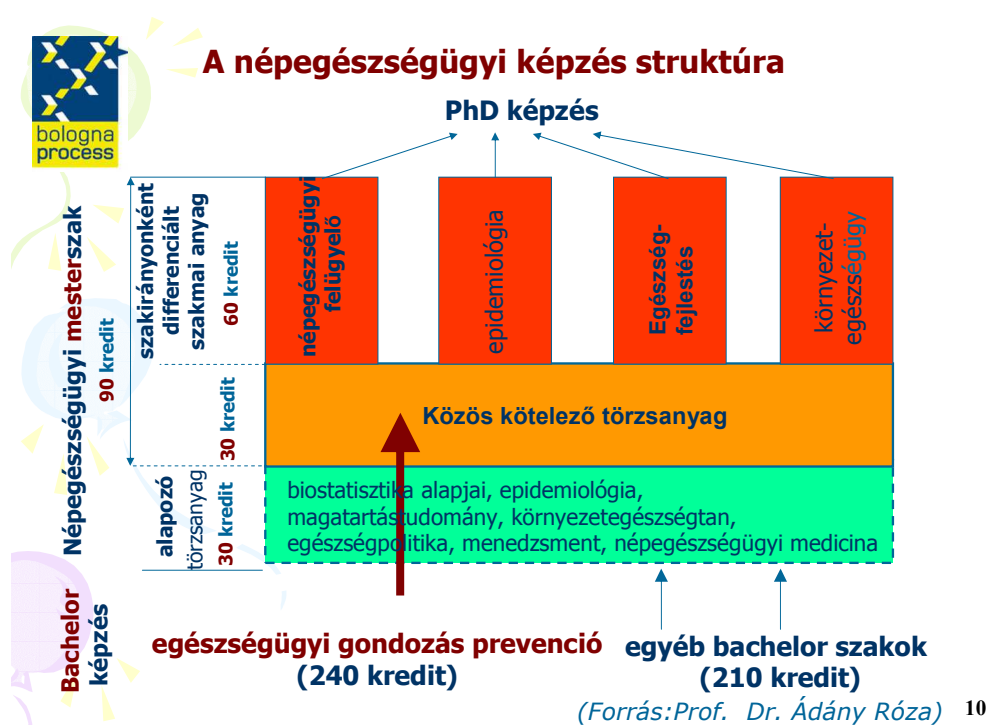 A népegészségügyi képzés struktúra
bologna
process
PhD képzés
Népegészségügyi mesterszak
90 kredit
szakirányonként
differenciált
szakmai anyag
60 kredit
népegészségügyi
felügyelő
epidemiológia
Egészség-
fejlestés
környezet-
egészségügy
30 kredit
Közös kötelező törzsanyag
alapozó
törzsanyag
30 kredit
biostatisztika alapjai, epidemiológia,
magatartástudomány, környezetegészségtan,
egészségpolitika, menedzsment, népegészségügyi medicina
Bachelor
képzés
egészségügyi gondozás prevenció
(240 kredit)
egyéb bachelor szakok
(210 kredit)
(Forrás:Prof. Dr. Ádány Róza)
10